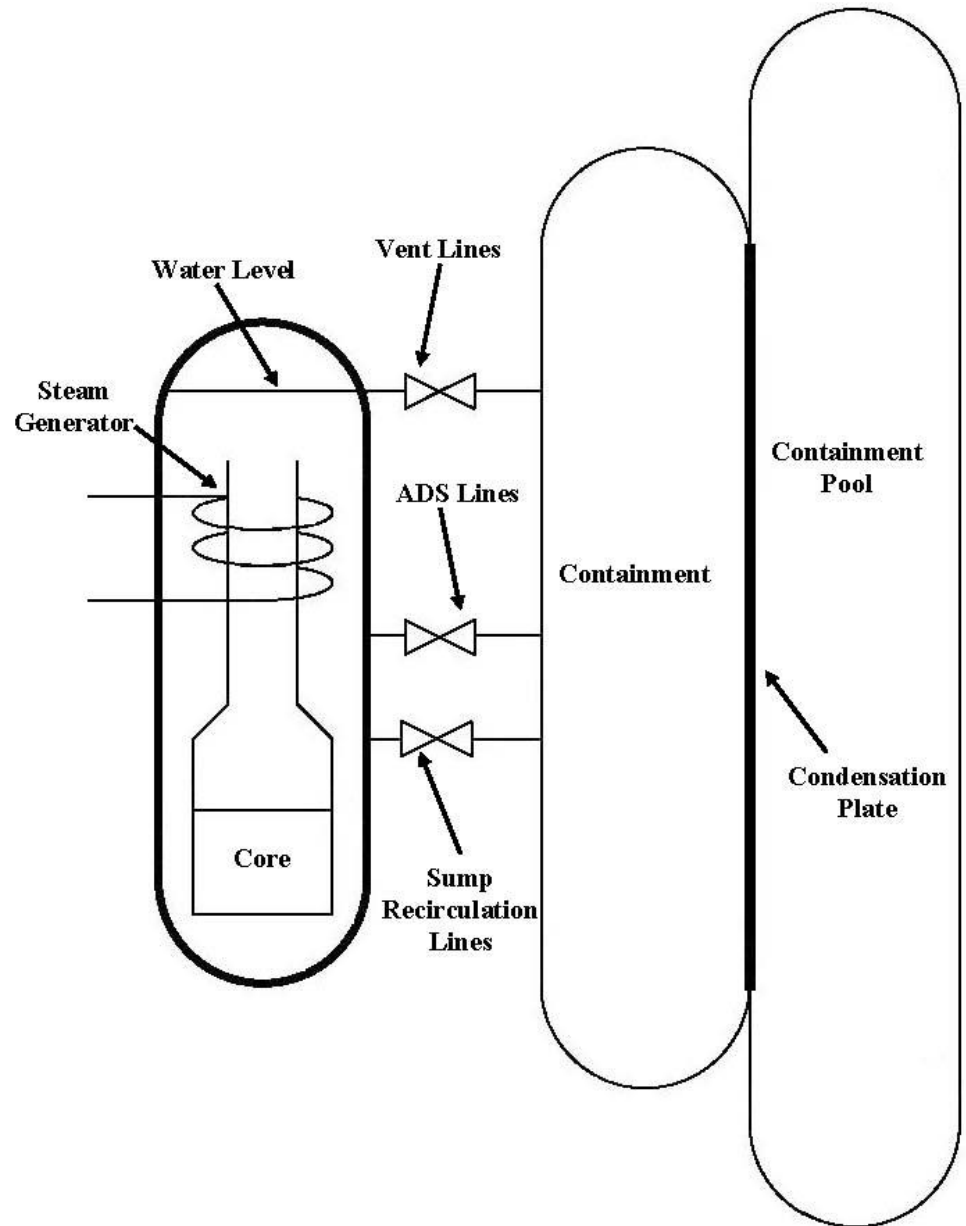 Vent Lines
Water Level
Steam
Generator
ADS Lines
Containment
Pool
Containment
Condensation
Plate
Core
Sump
Recirculation
Lines